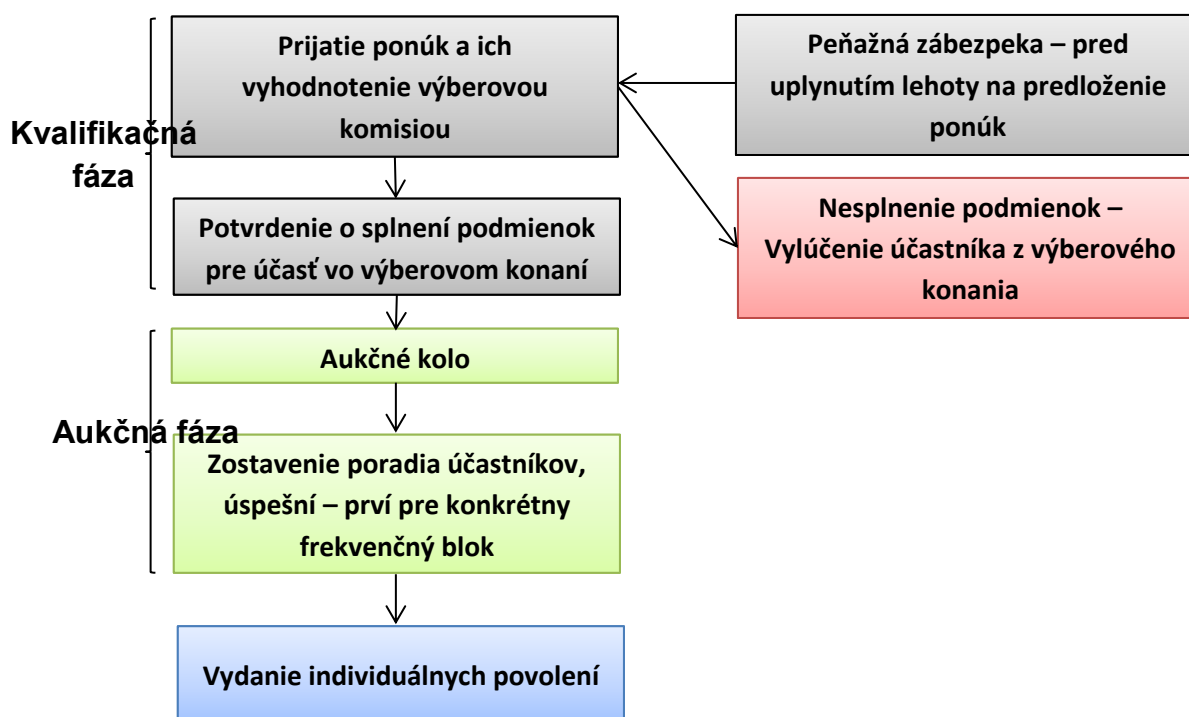 Prijatie ponúk a ich
vyhodnotenie výberovou
komisiou
Peňažná zábezpeka – pred
uplynutím lehoty na predloženie
ponúk
Kvalifikačná
fáza
Nesplnenie podmienok –
Vylúčenie účastníka z výberového
konania
Potvrdenie o splnení podmienok
pre účasť vo výberovom konaní
Aukčné kolo
Aukčná fáza
Zostavenie poradia účastníkov,
úspešní – prví pre konkrétny
frekvenčný blok
Vydanie individuálnych povolení